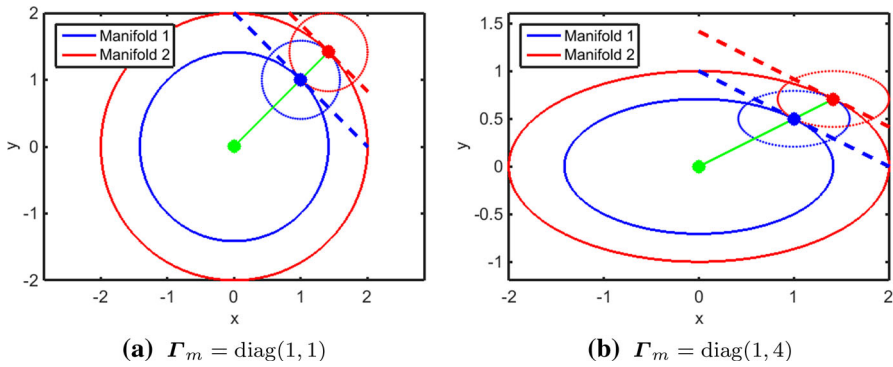 Manifold 1
Manifold 2
2
1
0
-1
-2
y
-2
-1
0
1
2
x
(a) Γm = diag(1, 1)
Manifold 1
Manifold 2
1.5
1
0.5
0
-0.5
-1
y
-2
-1
0
1
2
x
(b) Γm = diag(1, 4)